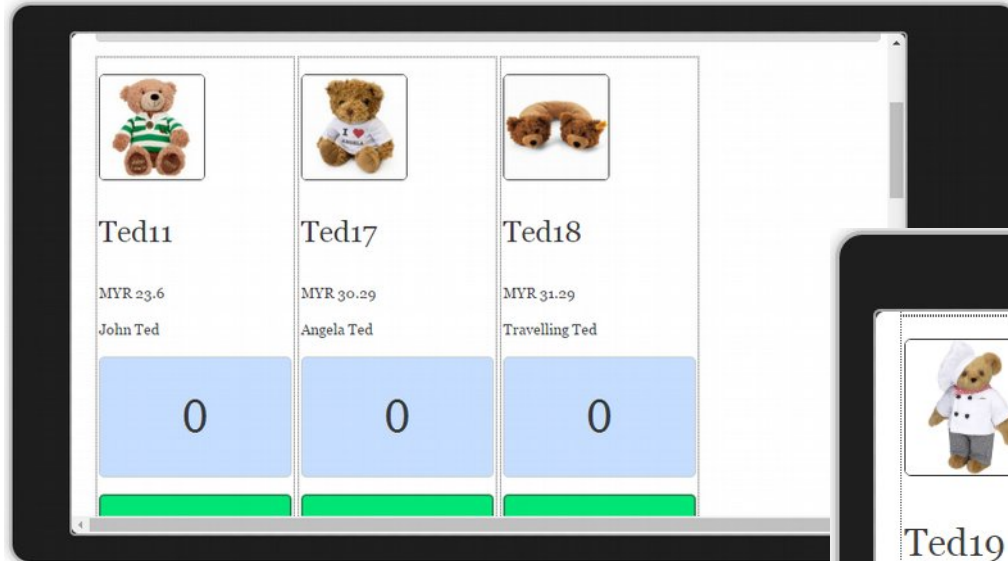 I ❤ ANGELA
Ted11
Ted17
Ted18
MYR 23.6
MYR 30.29
MYR 31.29
John Ted
Angela Ted
Travelling Ted
0
0
0
Ted19